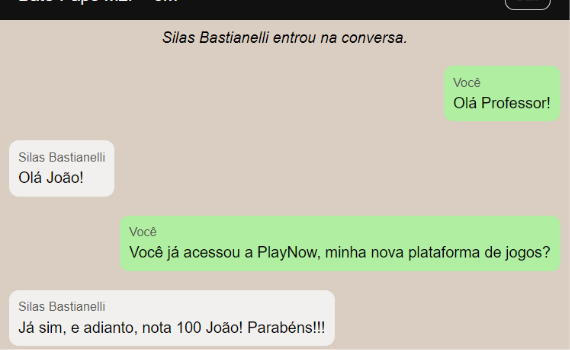 Silas Bastianelli entrou na conversa.
Você
Olá Professor!
Silas Bastianelli
Olá João!
Você
Você já acessou a PlayNow, minha nova plataforma de jogos?
Silas Bastianelli
Já sim, e adianto, nota 100 João! Parabéns!!!